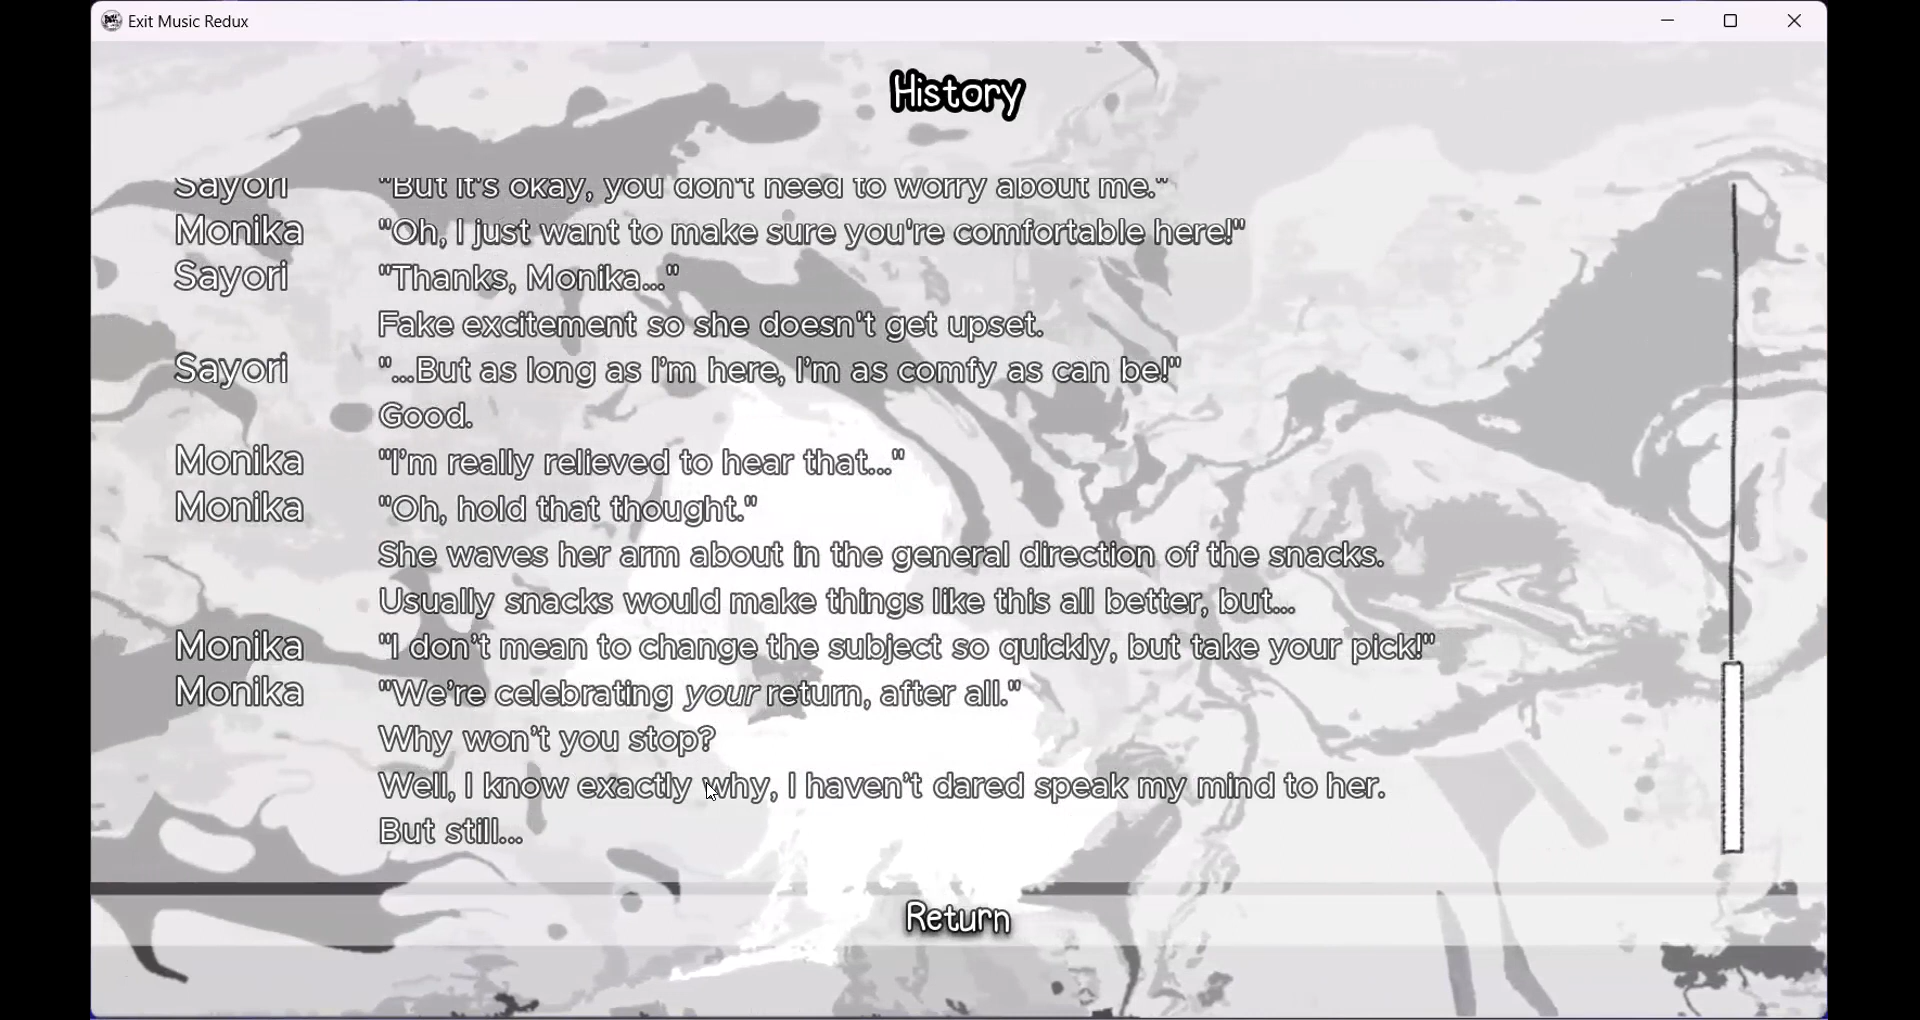 Exit Music Redux
History
Sayori "But it's okay, you don't need to worry about me."
Monika "Oh, I just want to make sure you're comfortable here!"
Sayori "Thanks, Monika..."
Fake excitement so she doesn't get upset.
Sayori "...But as long as I'm here, I'm as comfy as can be!"
Good.
Monika "I'm really relieved to hear that..."
Monika "Oh, hold that thought."
She waves her arm about in the general direction of the snacks.
Usually snacks would make things like this all better, but...
Monika "I don't mean to change the subject so quickly, but take your pick!"
Monika "We're celebrating your return, after all."
Why won't you stop?
Well, I know exactly why, I haven't dared speak my mind to her.
But still...
Return